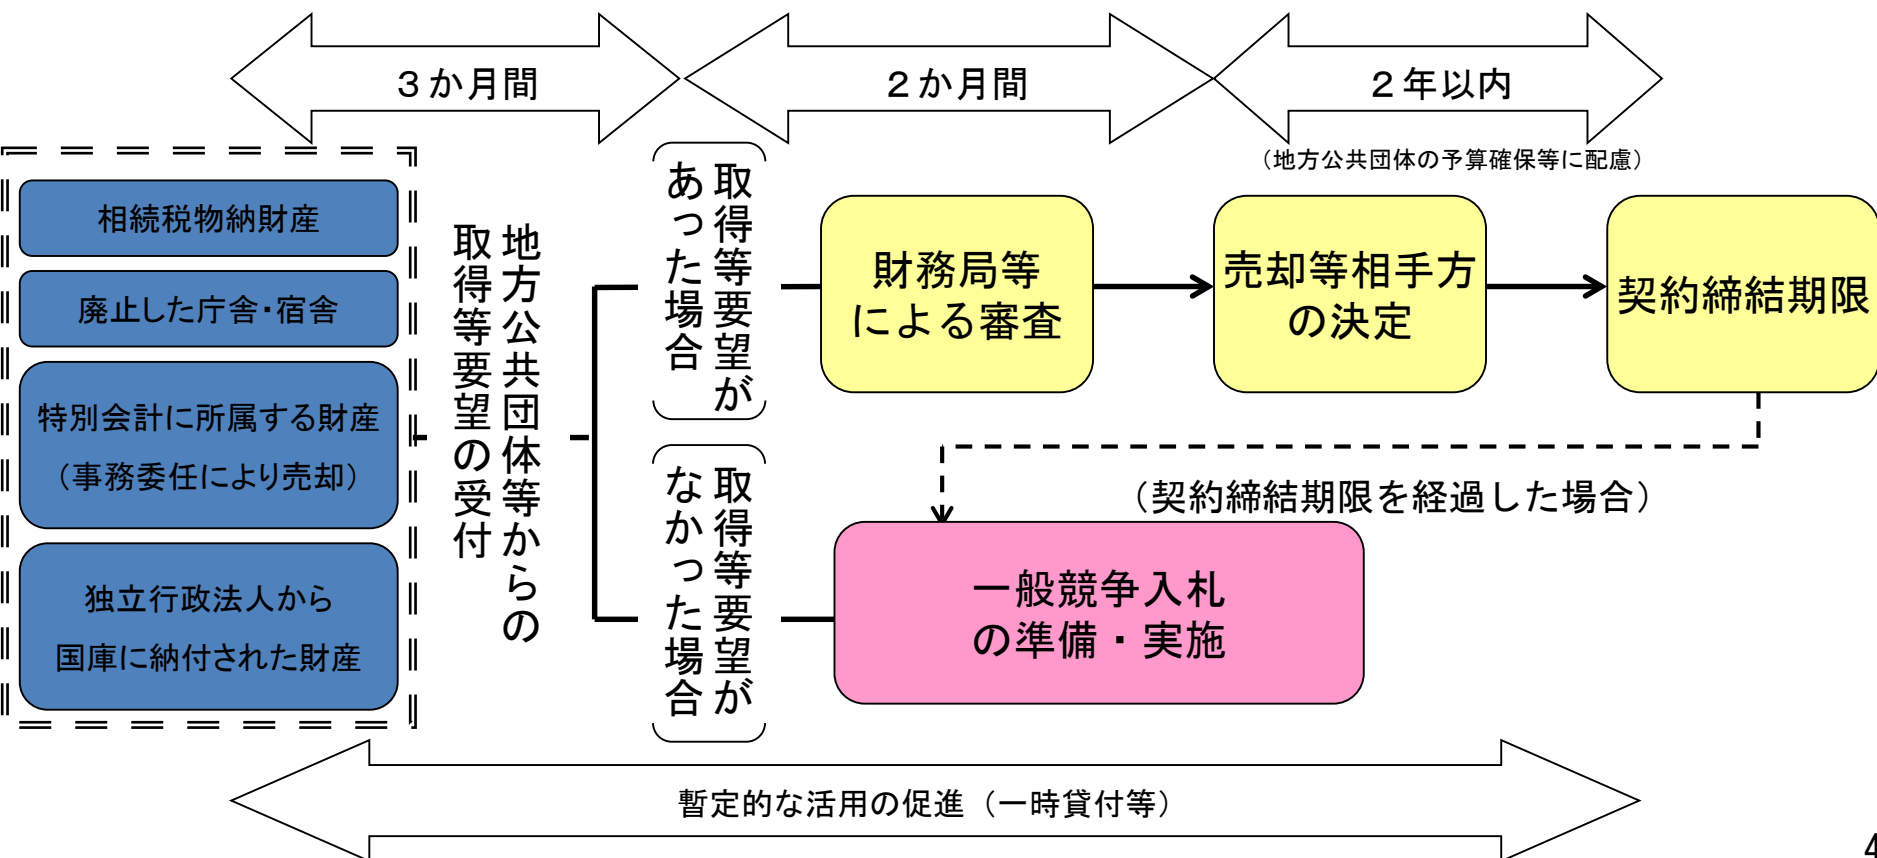 ３か月間
２か月間
２年以内
（地方公共団体の予算確保等に配慮）
相続税物納財産
廃止した庁舎・宿舎
特別会計に所属する財産
（事務委任により売却）
独立行政法人から
国庫に納付された財産
地方公共団体等からの
取得等要望の受付
取得等要望が
あった場合
財務局等
による審査
売却等相手方
の決定
契約締結期限
（契約締結期限を経過した場合）
取得等要望が
なかった場合
一般競争入札
の準備・実施
暫定的な活用の促進（一時貸付等）
4